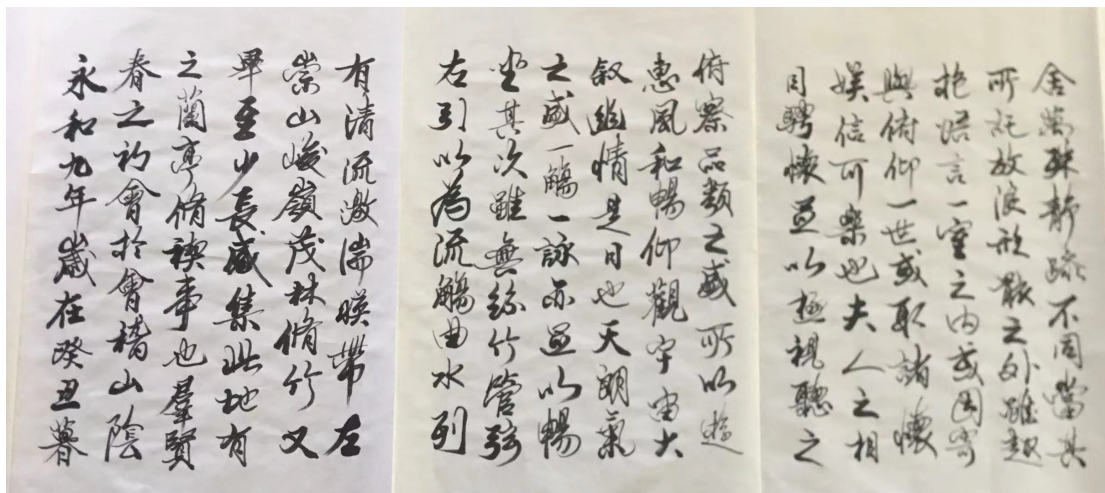 永和九年歲在癸丑暮
春之初會於會稽山陰
之蘭亭脩禊事也羣賢
畢至少長咸集此地有
崇山峻嶺茂林脩竹又
有清流激湍暎帶左
右引以為流觴曲水列
坐其次雖無絲竹管弦
之盛一觴一詠亦足以暢
叙幽情是日也天朗氣
惠風和暢仰觀宇宙大
俯察品類之盛所以遊
目騁懷足以極視聽之
娛信可樂也夫人之相
與俯仰一世或取諸懷
抱悟言一室之內或因寄
所託放浪形骸之外雖趣
舍萬殊靜躁不同當其